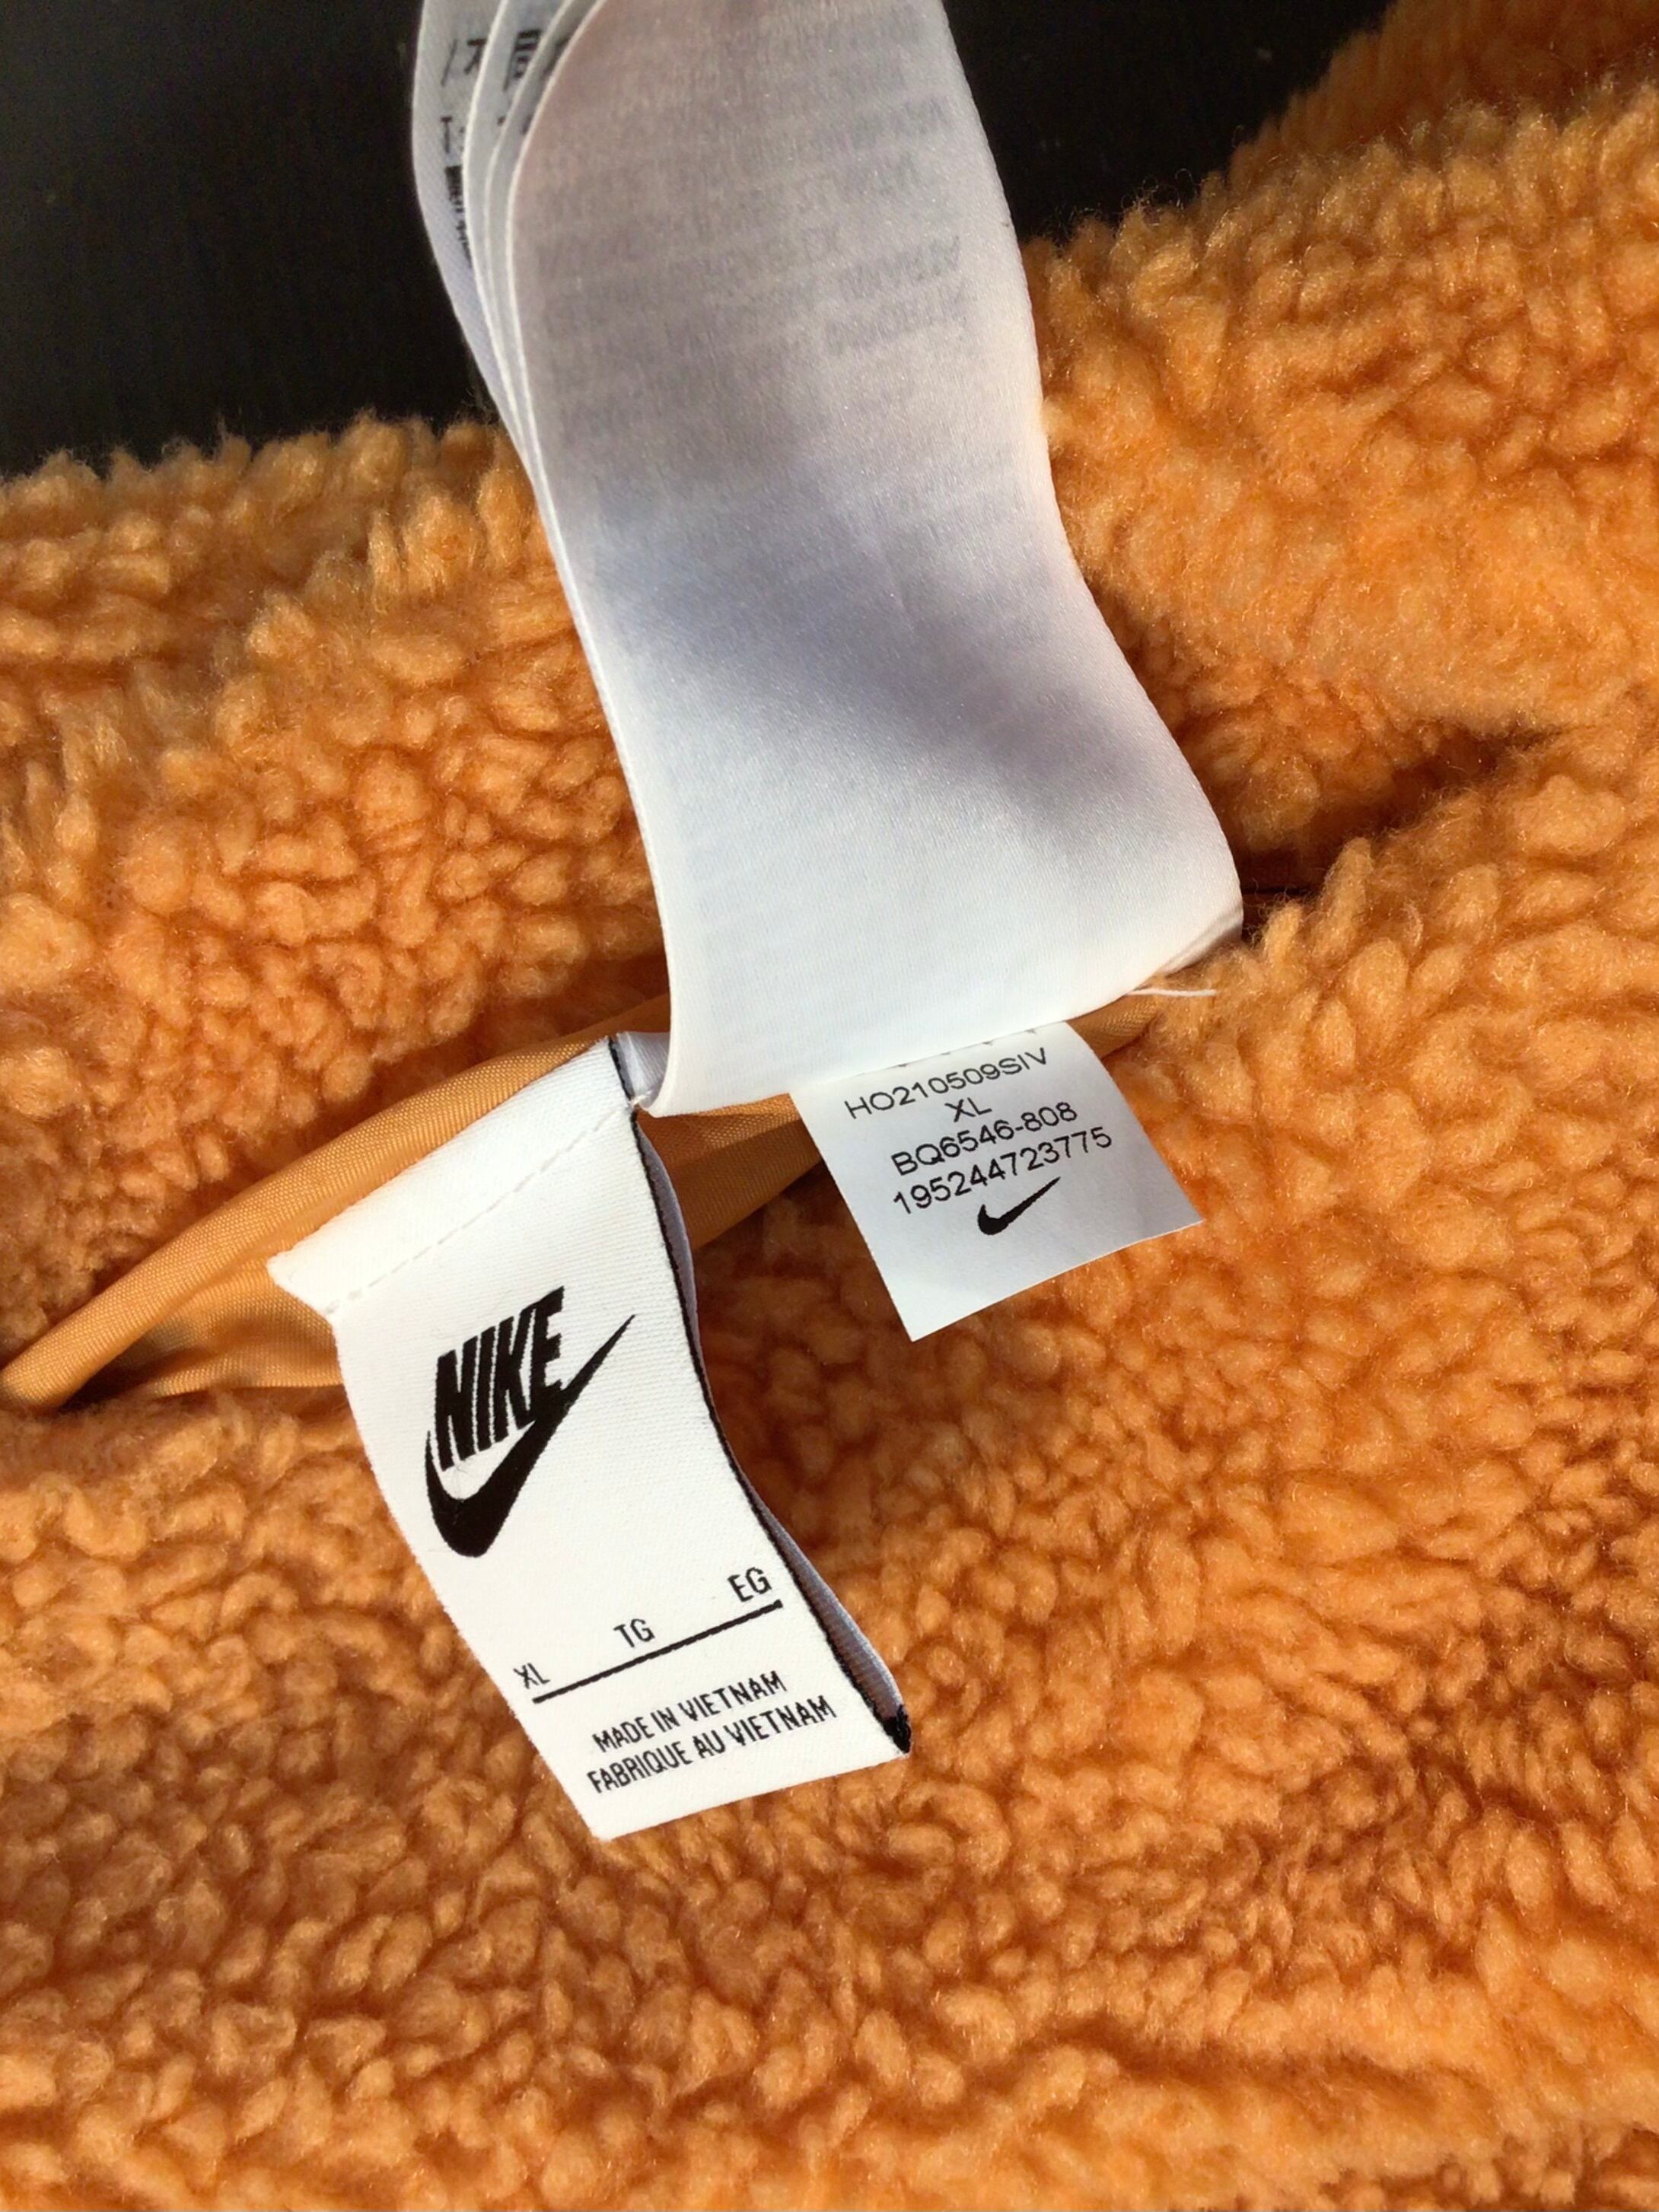 HO210509SIV
XL
BQ6546-808
195244723775
NIKE
XL TG EG
MADE IN VIETNAM
FABRIQUE AU VIETNAM